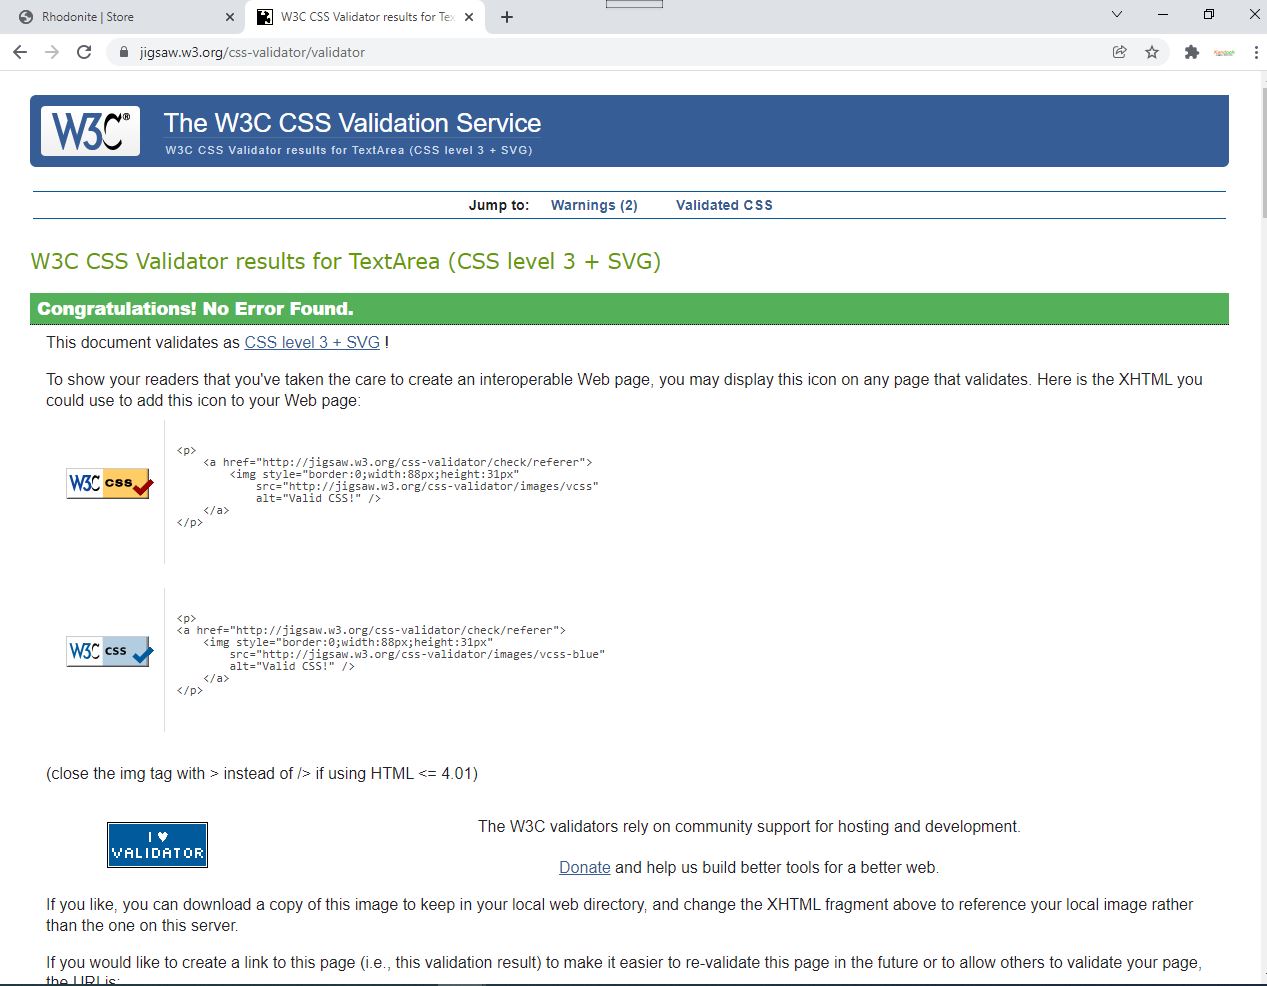 Rhodonite | Store
W3C CSS Validator results for Tex
jigsaw.w3.org/css-validator/validator
W3C®
The W3C CSS Validation Service
W3C CSS Validator results for TextArea (CSS level 3 + SVG)
Jump to: Warnings (2) Validated CSS
W3C CSS Validator results for TextArea (CSS level 3 + SVG)
Congratulations! No Error Found.
This document validates as CSS level 3 + SVG !
To show your readers that you've taken the care to create an interoperable Web page, you may display this icon on any page that validates. Here is the XHTML you
could use to add this icon to your Web page:
W3C css
<p>
<a href="http://jigsaw.w3.org/css-validator/check/referer">
<img style="border:0;width:88px;height:31px"
src="http://jigsaw.w3.org/css-validator/images/vcss"
alt="Valid CSS!" />
</a>
</p>
W3C css
<p>
<a href="http://jigsaw.w3.org/css-validator/check/referer">
<img style="border:0;width:88px;height:31px"
src="http://jigsaw.w3.org/css-validator/images/vcss-blue"
alt="Valid CSS!" />
</a>
</p>
(close the img tag with > instead of /> if using HTML <= 4.01)
I ♥
VALIDATOR
The W3C validators rely on community support for hosting and development.
Donate and help us build better tools for a better web.
If you like, you can download a copy of this image to keep in your local web directory, and change the XHTML fragment above to reference your local image rather
than the one on this server.
If you would like to create a link to this page (i.e., this validation result) to make it easier to re-validate this page in the future or to allow others to validate your page,
the URI is: